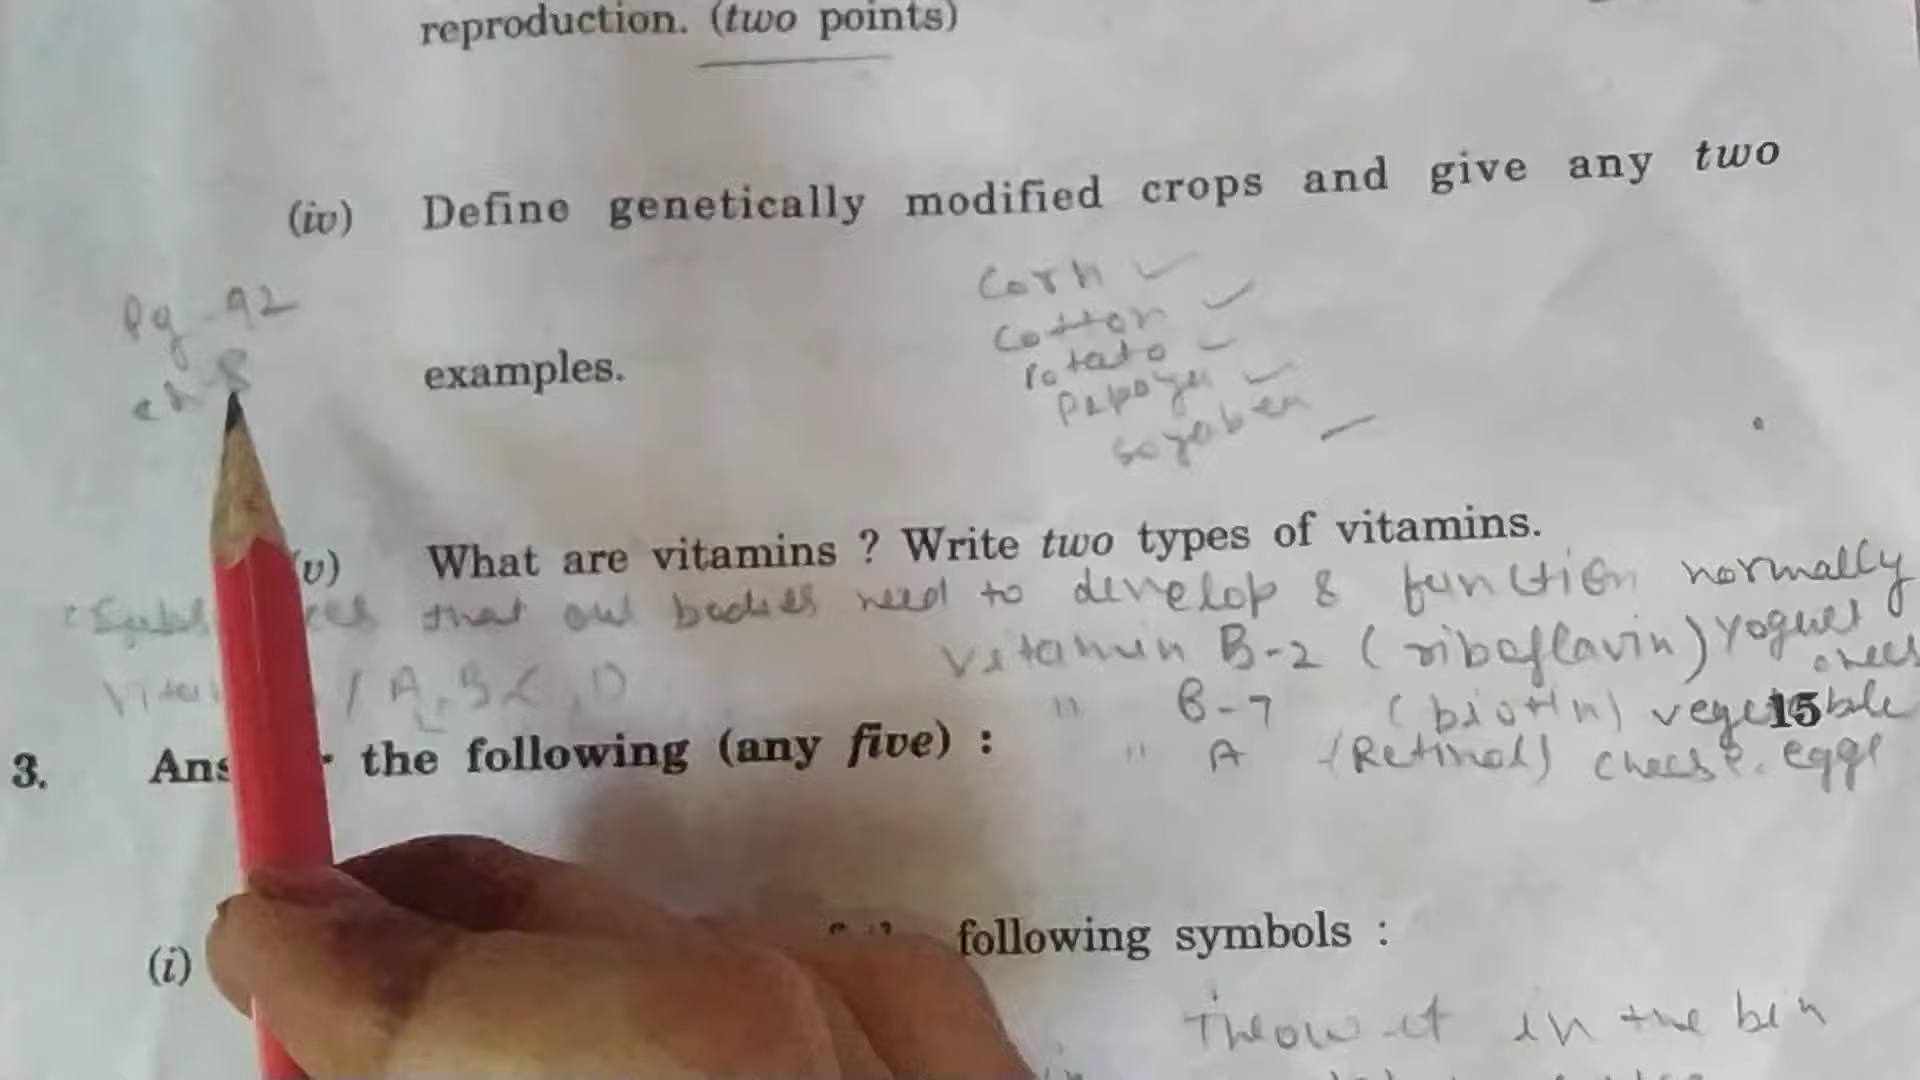 reproduction. (two points)
(iv) Define genetically modified crops and give any two
Corn
Pg-92
Cotton
examples.
Potato
ch-8
Papaya
Soyaben
(v) What are vitamins ? Write two types of vitamins.
that our bodies need to develop & function normally
Vitamin B-2 (riboflavin)
/ A, B C, D
" B-7 (biotin) vegetable
15
3. the following (any five) :
" A (Retinol) cheese. eggs
(i) following symbols :
Throw it in the bin